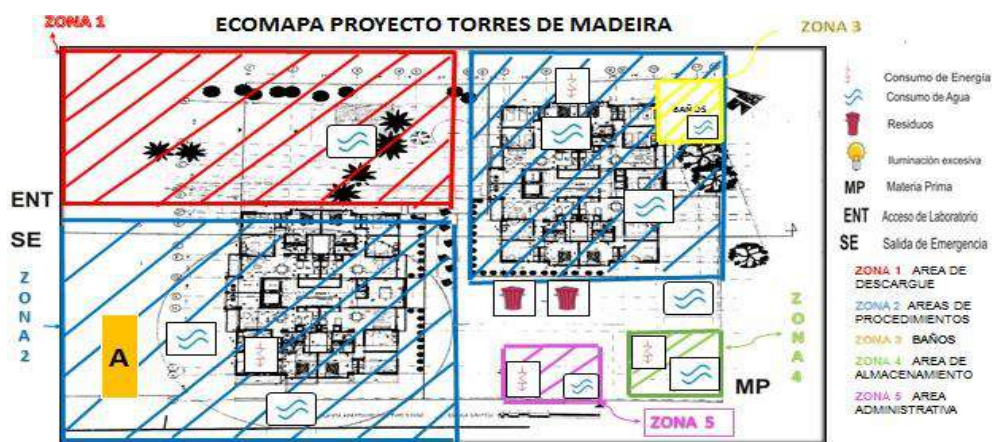 ECOMAPA PROYECTO TORRES DE MADEIRA
ZONA 1
ZONA 3
BAÑOS
ENT
SE
ZONA 2
A
MP
ZONA 4
ZONA 5
Consumo de Energía
Consumo de Agua
Residuos
Iluminación excesiva
MP Materia Prima
ENT Acceso de Laboratorio
SE Salida de Emergencia
ZONA 1 AREA DE
DESCARGUE
ZONA 2 AREAS DE
PROCEDIMIENTOS
ZONA 3 BAÑOS
ZONA 4 AREA DE
ALMACENAMIENTO
ZONA 5 AREA
ADMINISTRATIVA